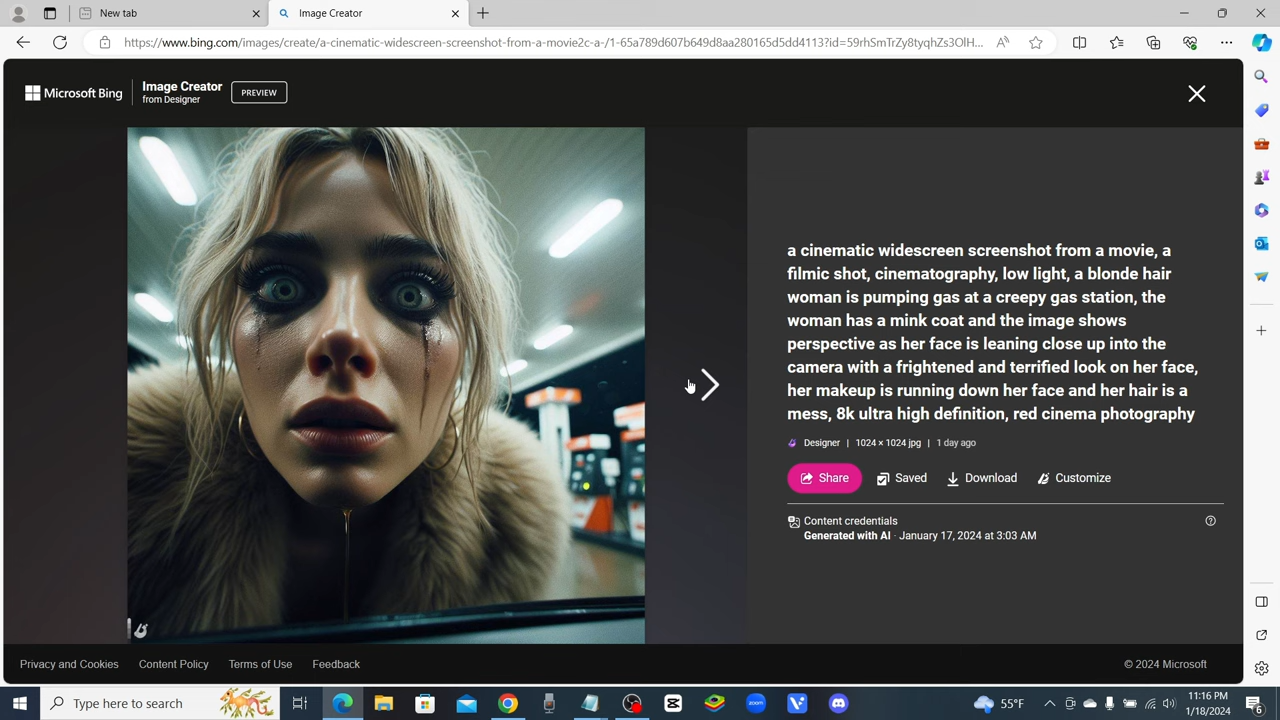 New tab
Image Creator
https://www.bing.com/images/create/a-cinematic-widescreen-screenshot-from-a-movie2c-a-/1-65a789d607b649d8aa280165d5dd4113?id=59rhSmTrZy8tyqhZs3OlH...
Microsoft Bing
Image Creator
from Designer
PREVIEW
a cinematic widescreen screenshot from a movie, a
filmic shot, cinematography, low light, a blonde hair
woman is pumping gas at a creepy gas station, the
woman has a mink coat and the image shows
perspective as her face is leaning close up into the
camera with a frightened and terrified look on her face,
her makeup is running down her face and her hair is a
mess, 8k ultra high definition, red cinema photography
Designer | 1024 × 1024 jpg | 1 day ago
Share
Saved
Download
Customize
Content credentials
Generated with AI · January 17, 2024 at 3:03 AM
Privacy and Cookies
Content Policy
Terms of Use
Feedback
© 2024 Microsoft
Type here to search
zoom
55°F
11:16 PM
1/18/2024
6